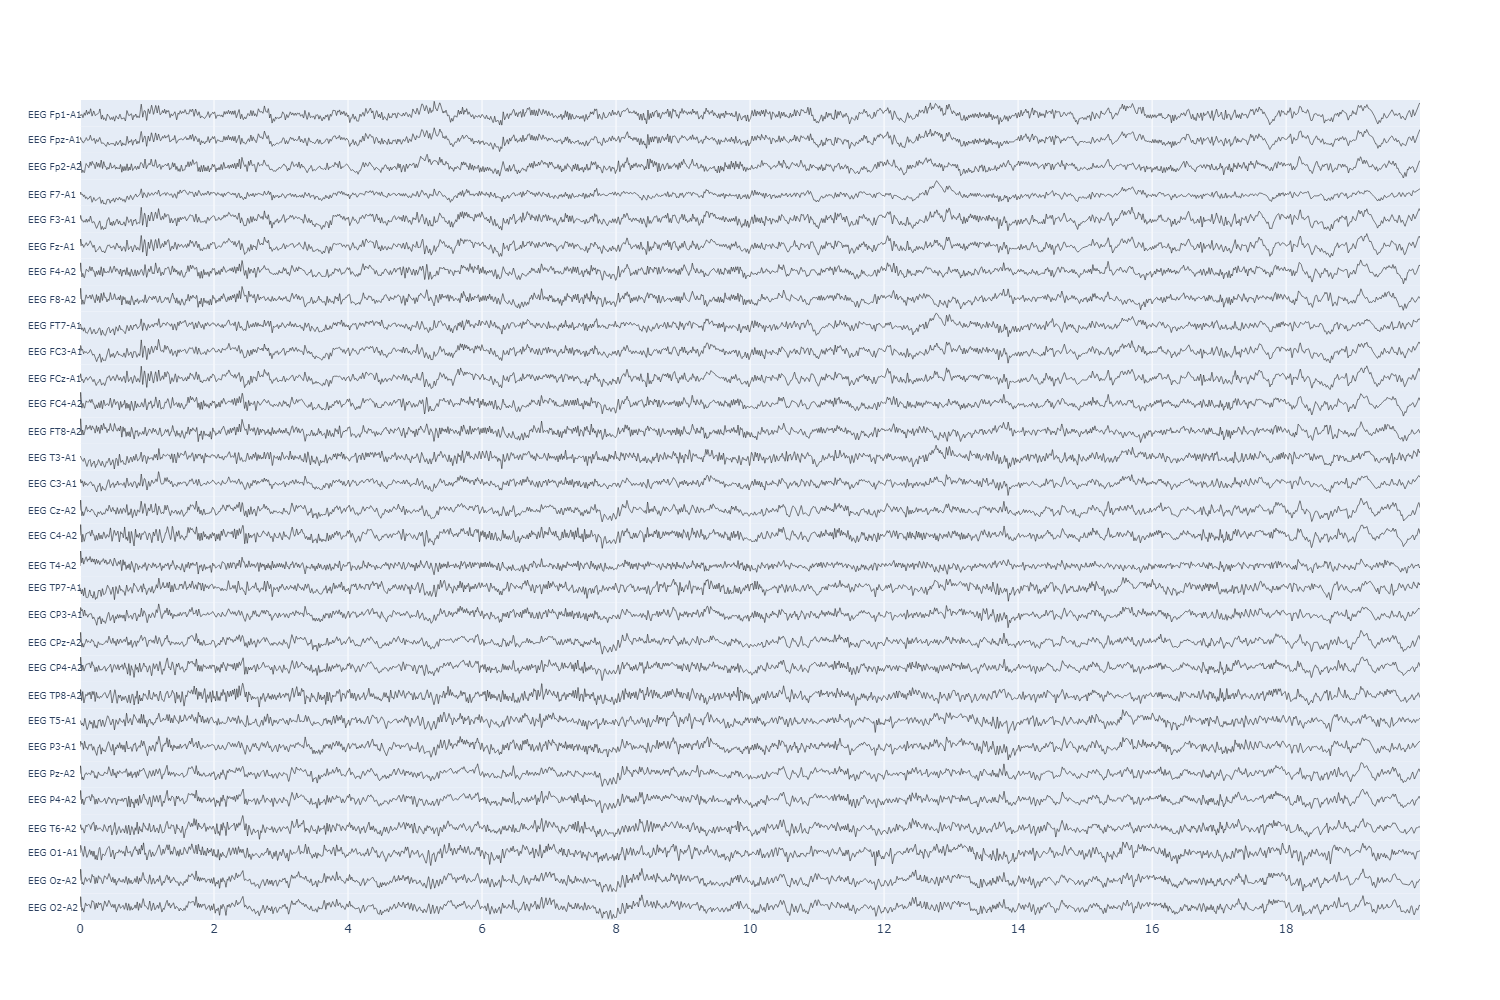 EEG Fp1-A1
EEG Fpz-A1
EEG Fp2-A2
EEG F7-A1
EEG F3-A1
EEG Fz-A1
EEG F4-A2
EEG F8-A2
EEG FT7-A1
EEG FC3-A1
EEG FCz-A1
EEG FC4-A2
EEG FT8-A2
EEG T3-A1
EEG C3-A1
EEG Cz-A2
EEG C4-A2
EEG T4-A2
EEG TP7-A1
EEG CP3-A1
EEG CPz-A2
EEG CP4-A2
EEG TP8-A2
EEG T5-A1
EEG P3-A1
EEG Pz-A2
EEG P4-A2
EEG T6-A2
EEG O1-A1
EEG Oz-A2
EEG O2-A2
0 2 4 6 8 10 12 14 16 18